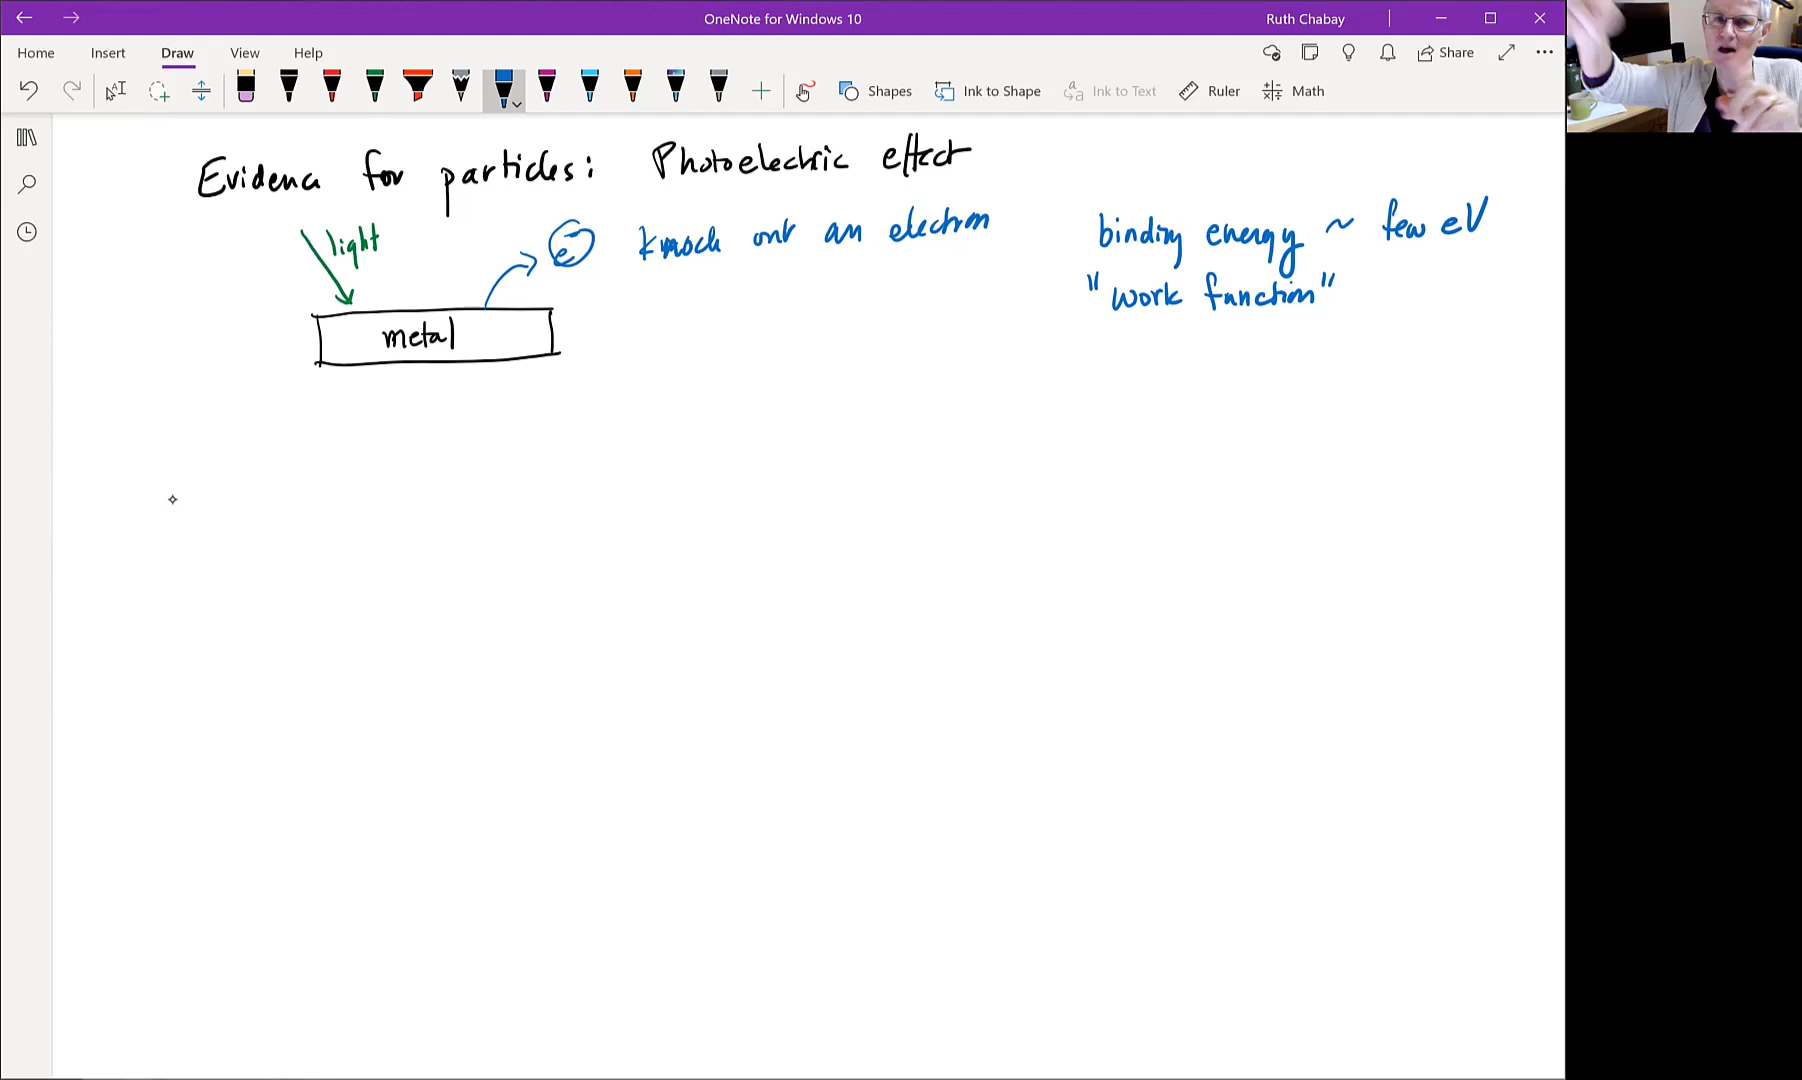 OneNote for Windows 10
Ruth Chabay
Home Insert Draw View Help
Share
Shapes Ink to Shape Ink to Text Ruler Math
Evidence for particles: Photoelectric effect
light
e-
knock out an electron
binding energy ~ few eV
"work function"
metal